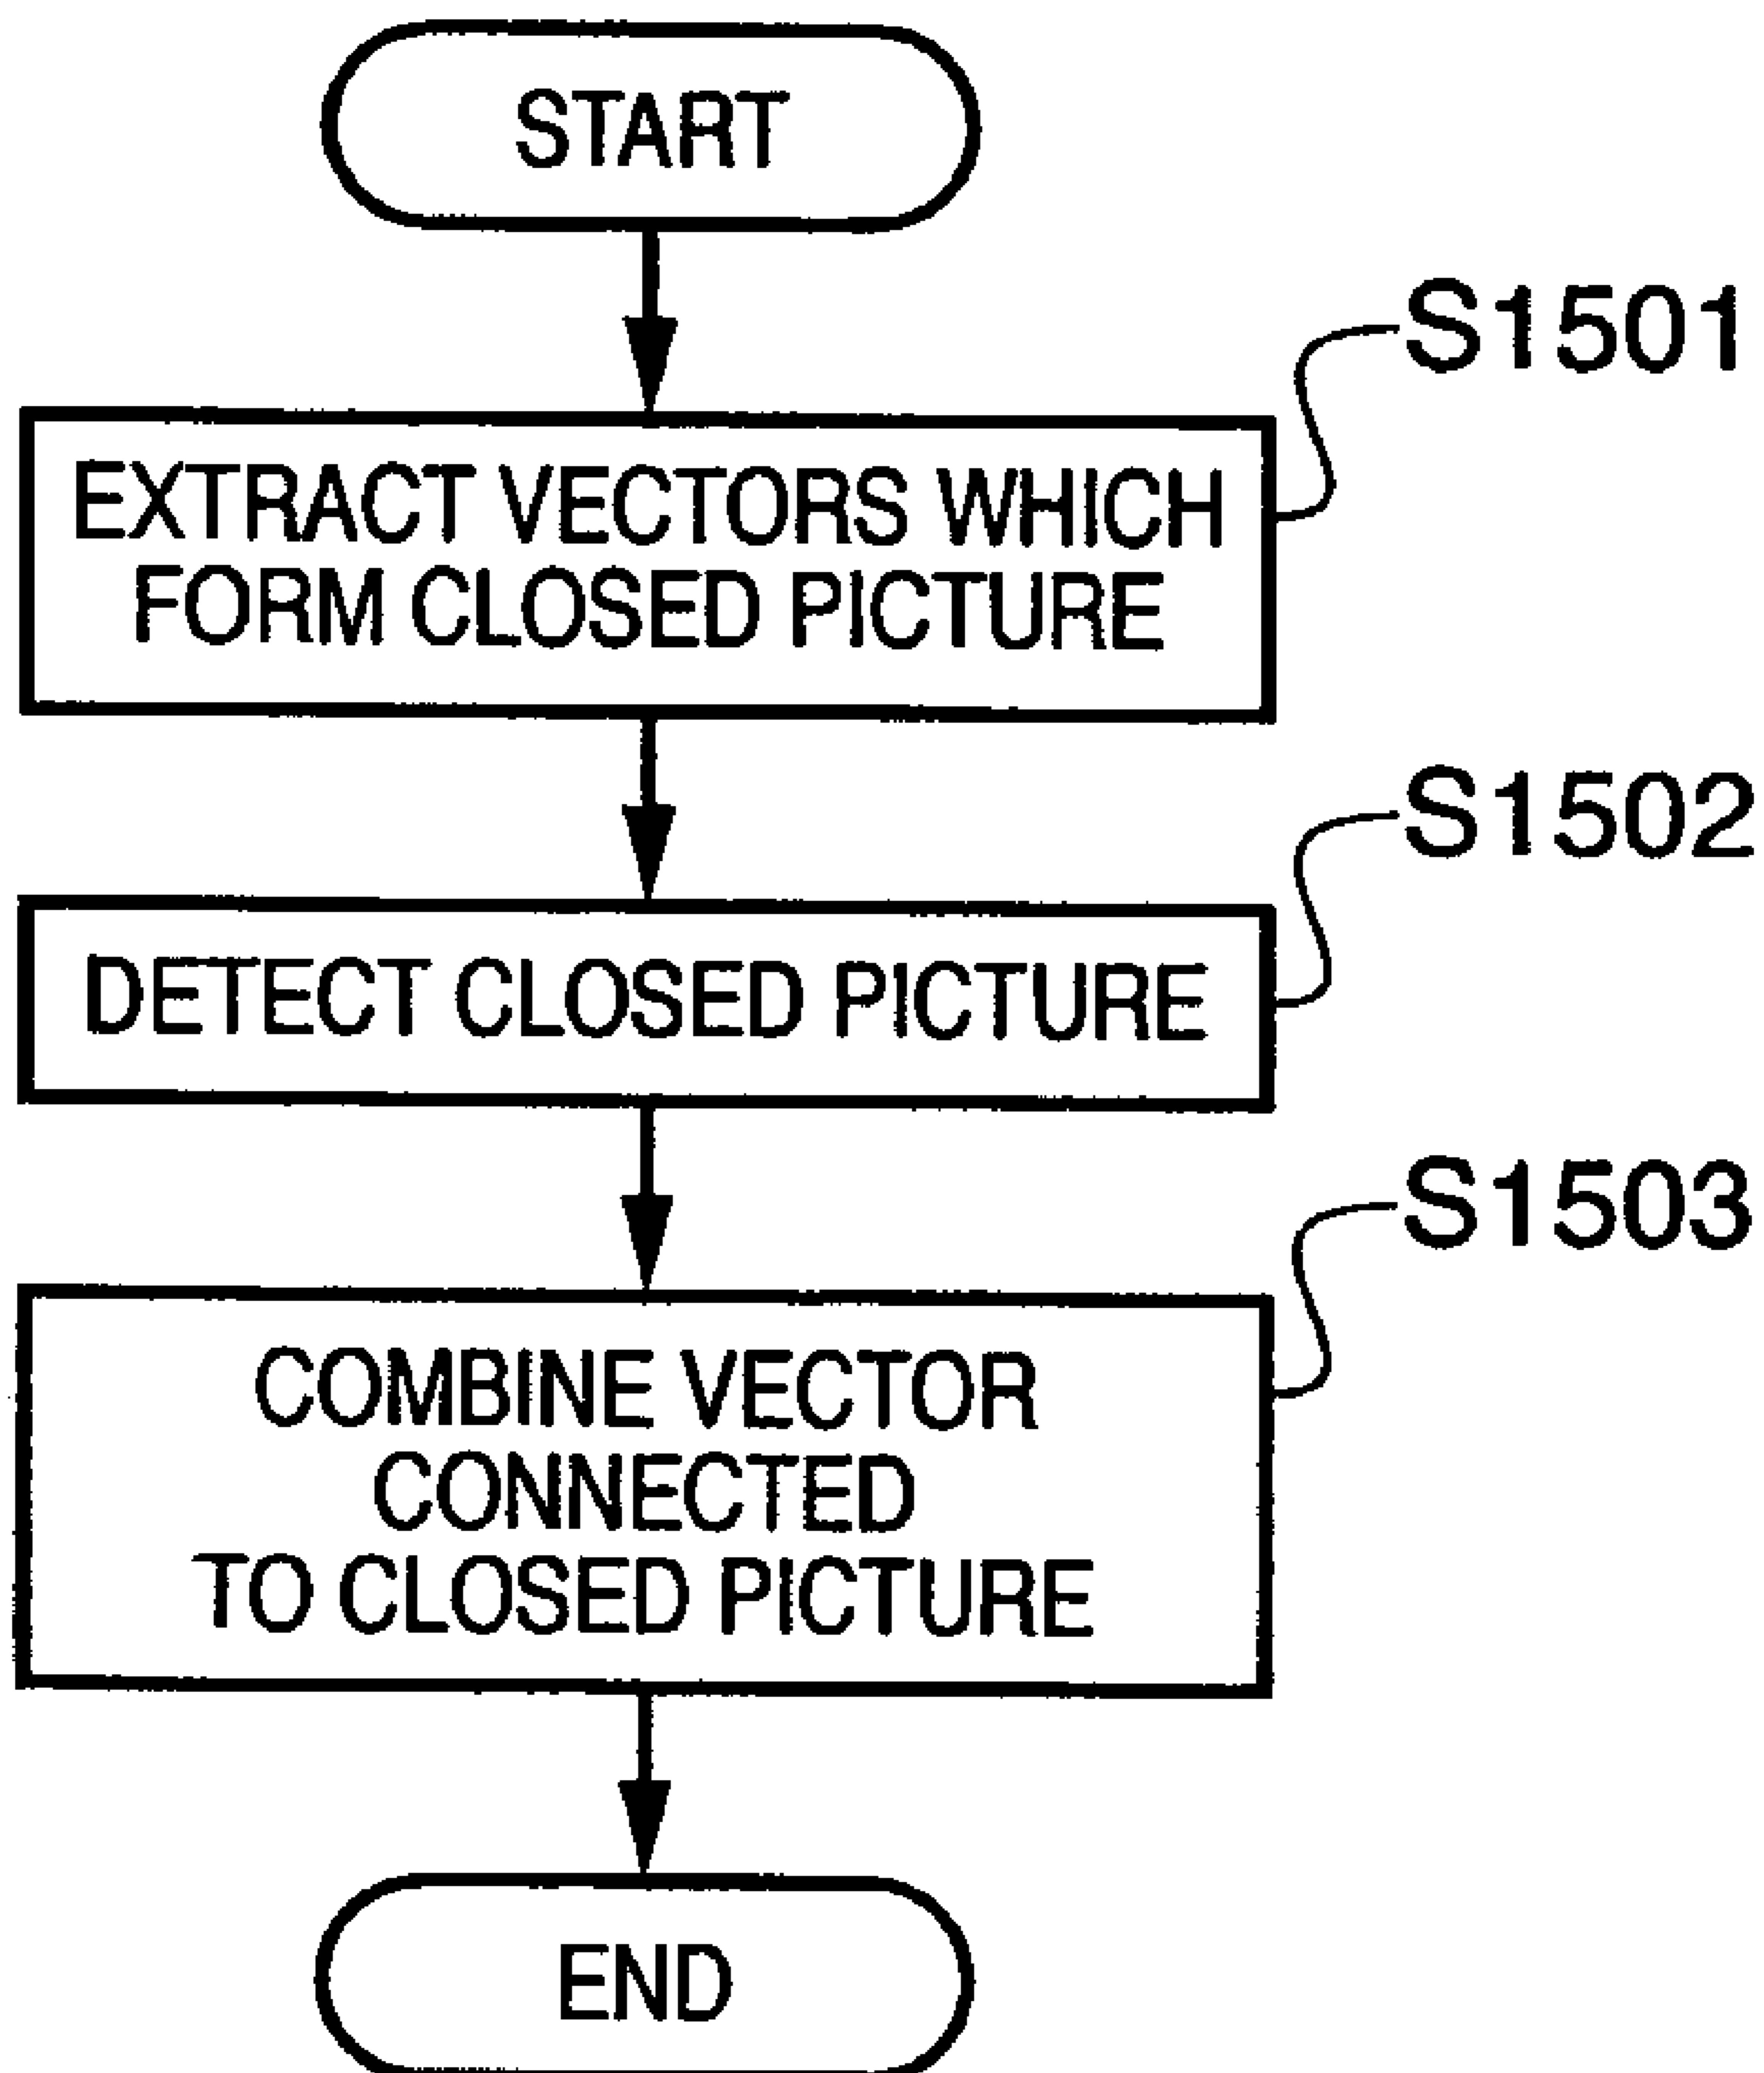 START
S1501
EXTRACT VECTORS WHICH
FORM CLOSED PICTURE
S1502
DETECT CLOSED PICTURE
S1503
COMBINE VECTOR
CONNECTED
TO CLOSED PICTURE
END